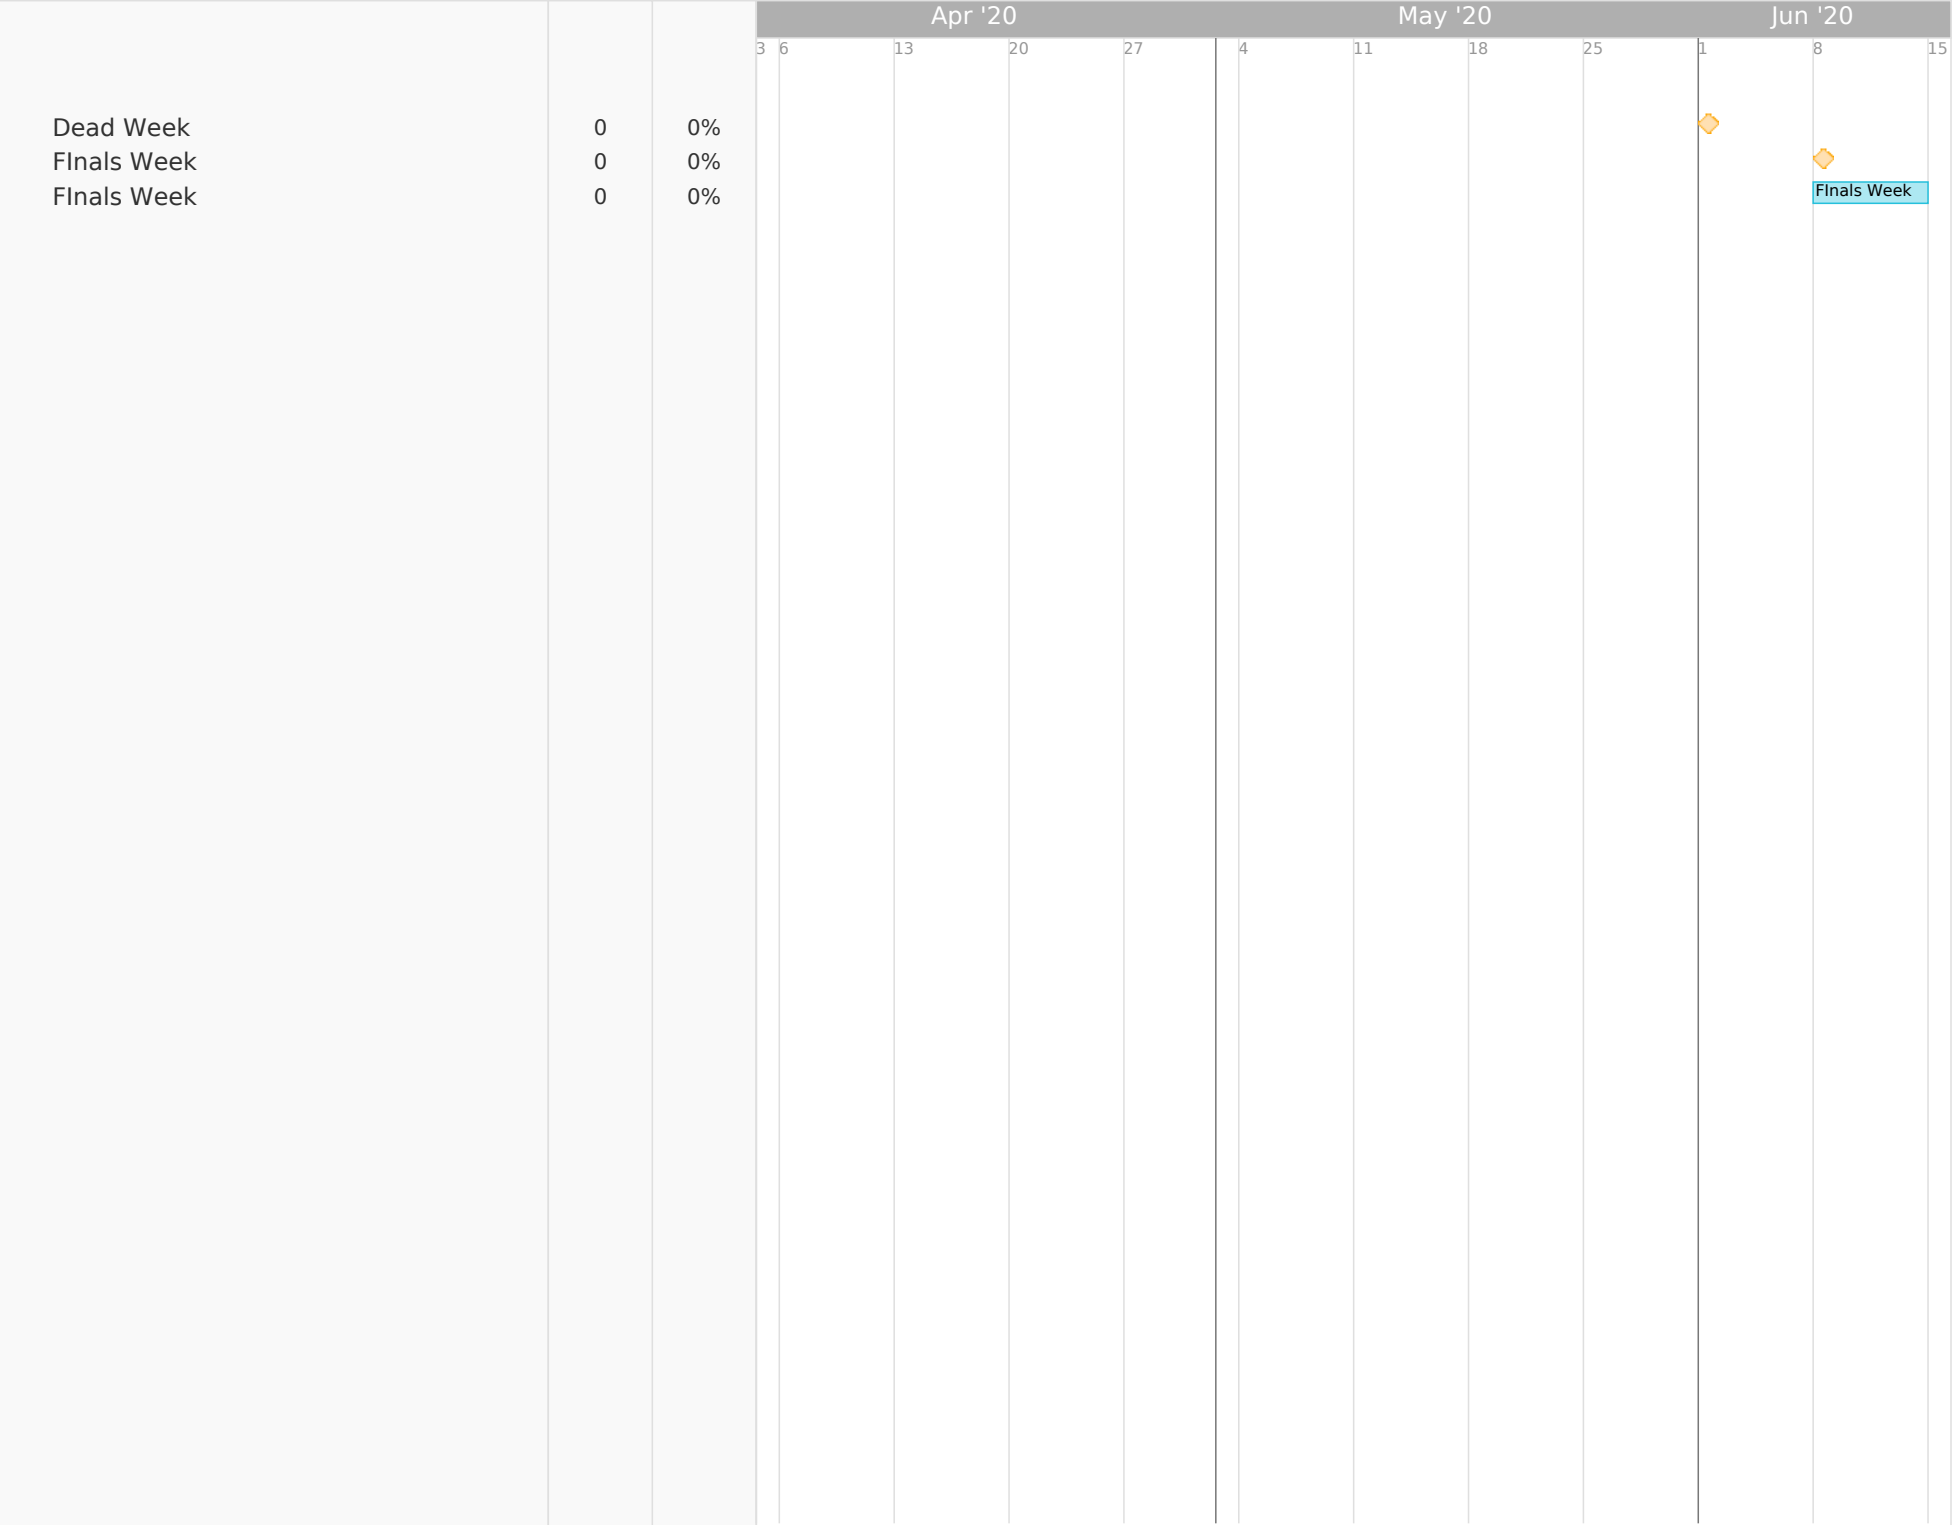 Apr '20 May '20 Jun '20
3 6 13 20 27 4 11 18 25 1 8 15
Dead Week 0 0%
FInals Week 0 0%
FInals Week 0 0% FInals Week